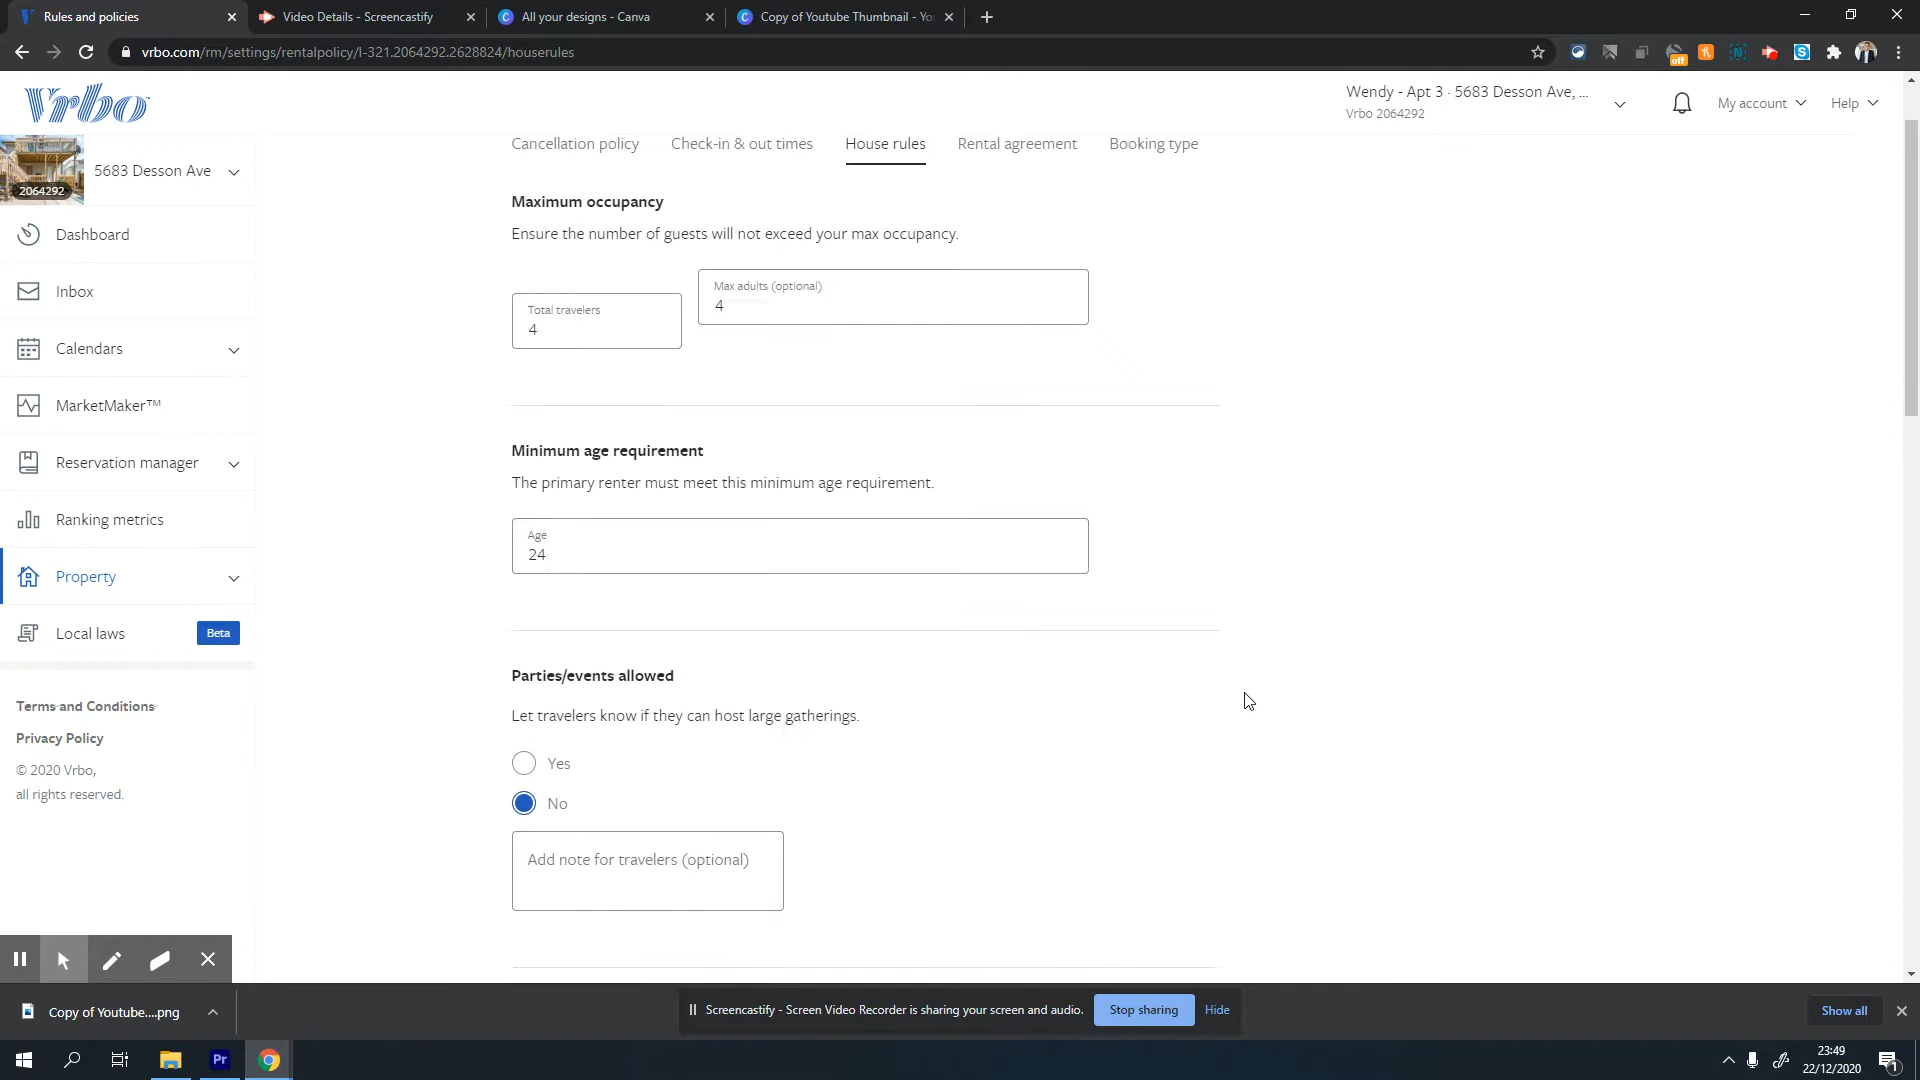 Rules and policies
Video Details - Screencastify
All your designs - Canva
Copy of Youtube Thumbnail - Yo
vrbo.com/rm/settings/rentalpolicy/l-321.2064292.2628824/houserules
off
Vrbo
Wendy - Apt 3 · 5683 Desson Ave, ...
Vrbo 2064292
My account
Help
2064292
5683 Desson Ave
Dashboard
Inbox
Calendars
MarketMaker™
Reservation manager
Ranking metrics
Property
Local laws
Beta
Terms and Conditions
Privacy Policy
© 2020 Vrbo,
all rights reserved.
Cancellation policy
Check-in & out times
House rules
Rental agreement
Booking type
Maximum occupancy
Ensure the number of guests will not exceed your max occupancy.
Total travelers
4
Max adults (optional)
4
Minimum age requirement
The primary renter must meet this minimum age requirement.
Age
24
Parties/events allowed
Let travelers know if they can host large gatherings.
Yes
No
Add note for travelers (optional)
Copy of Youtube....png
Screencastify - Screen Video Recorder is sharing your screen and audio.
Stop sharing
Hide
Show all
Pr
23:49
22/12/2020
1